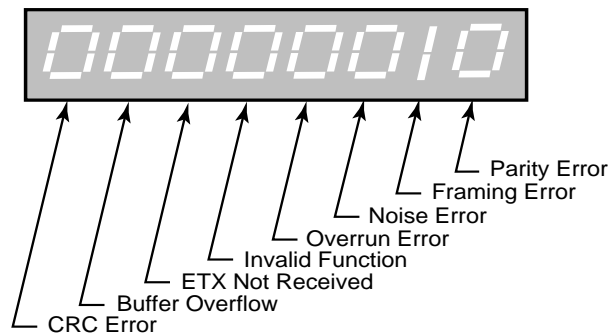 00000010
Parity Error
Framing Error
Noise Error
Overrun Error
Invalid Function
ETX Not Received
Buffer Overflow
CRC Error